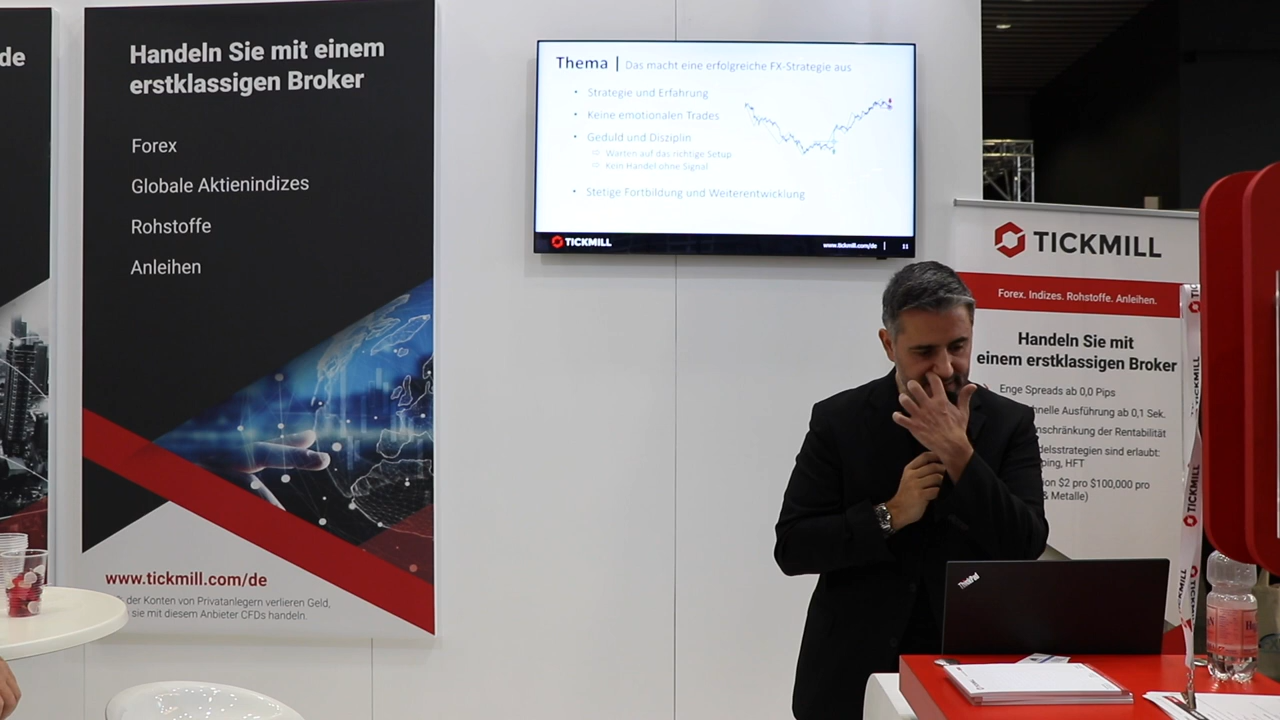 de
Handeln Sie mit einem
erstklassigen Broker
Forex
Globale Aktienindizes
Rohstoffe
Anleihen
www.tickmill.com/de
der Konten von Privatanlegern verlieren Geld,
sie mit diesem Anbieter CFDs handeln.
Thema | Das macht eine erfolgreiche FX-Strategie aus
• Strategie und Erfahrung
• Keine emotionalen Trades
• Geduld und Disziplin
Warten auf das richtige Setup
Kein Handel ohne Signal
• Stetige Fortbildung und Weiterentwicklung
TICKMILL
www.tickmill.com/de | 11
TICKMILL
Forex. Indizes. Rohstoffe. Anleihen.
Handeln Sie mit
einem erstklassigen Broker
Enge Spreads ab 0,0 Pips
hnelle Ausführung ab 0,1 Sek.
nschränkung der Rentabilität
delsstrategien sind erlaubt:
ping, HFT
ion $2 pro $100,000 pro
& Metalle)
TICKMILL
TICKMILL
TICKMILL
ThinkPad